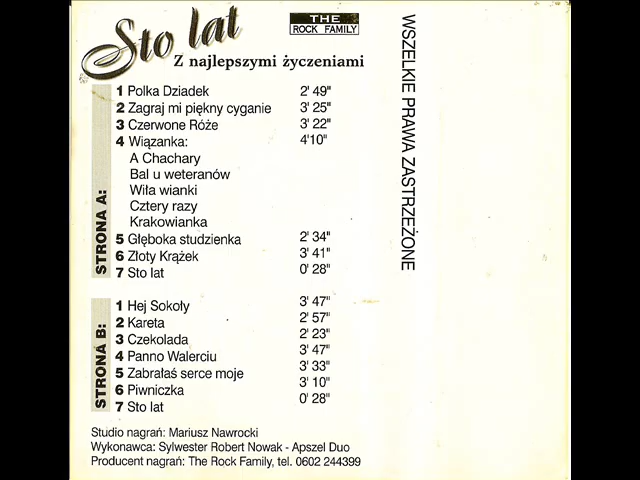 Sto lat
THE
ROCK FAMILY
Z najlepszymi życzeniami
STRONA A:
1 Polka Dziadek 2' 49"
2 Zagraj mi piękny cyganie 3' 25"
3 Czerwone Róże 3' 22"
4 Wiązanka: 4'10"
A Chachary
Bal u weteranów
Wiła wianki
Cztery razy
Krakowianka
5 Głęboka studzienka 2' 34"
6 Złoty Krążek 3' 41"
7 Sto lat 0' 28"
STRONA B:
1 Hej Sokoły 3' 47"
2 Kareta 2' 57"
3 Czekolada 2' 23"
4 Panno Walerciu 3' 47"
5 Zabrałaś serce moje 3' 33"
6 Piwniczka 3' 10"
7 Sto lat 0' 28"
Studio nagrań: Mariusz Nawrocki
Wykonawca: Sylwester Robert Nowak - Apszel Duo
Producent nagrań: The Rock Family, tel. 0602 244399
WSZELKIE PRAWA ZASTRZEŻONE